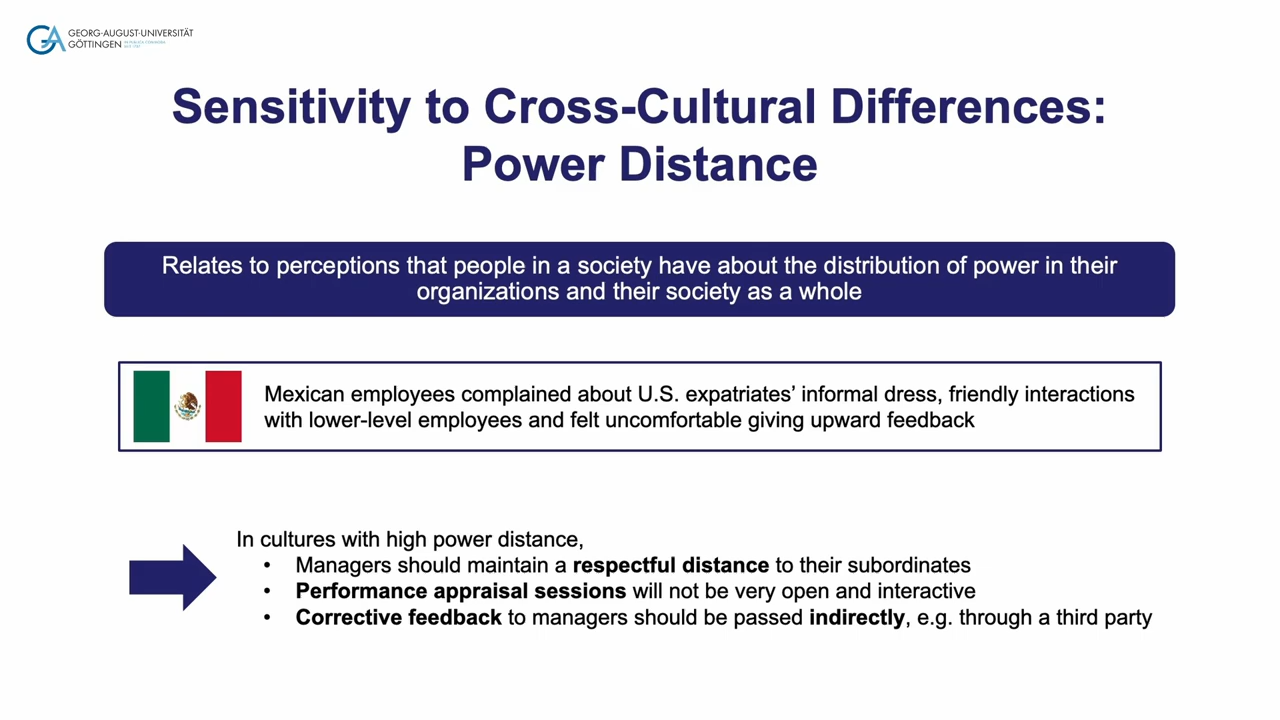 GEORG-AUGUST-UNIVERSITÄT
GÖTTINGEN
Sensitivity to Cross-Cultural Differences:
Power Distance
Relates to perceptions that people in a society have about the distribution of power in their
organizations and their society as a whole
Mexican employees complained about U.S. expatriates’ informal dress, friendly interactions
with lower-level employees and felt uncomfortable giving upward feedback
In cultures with high power distance,
• Managers should maintain a respectful distance to their subordinates
• Performance appraisal sessions will not be very open and interactive
• Corrective feedback to managers should be passed indirectly, e.g. through a third party